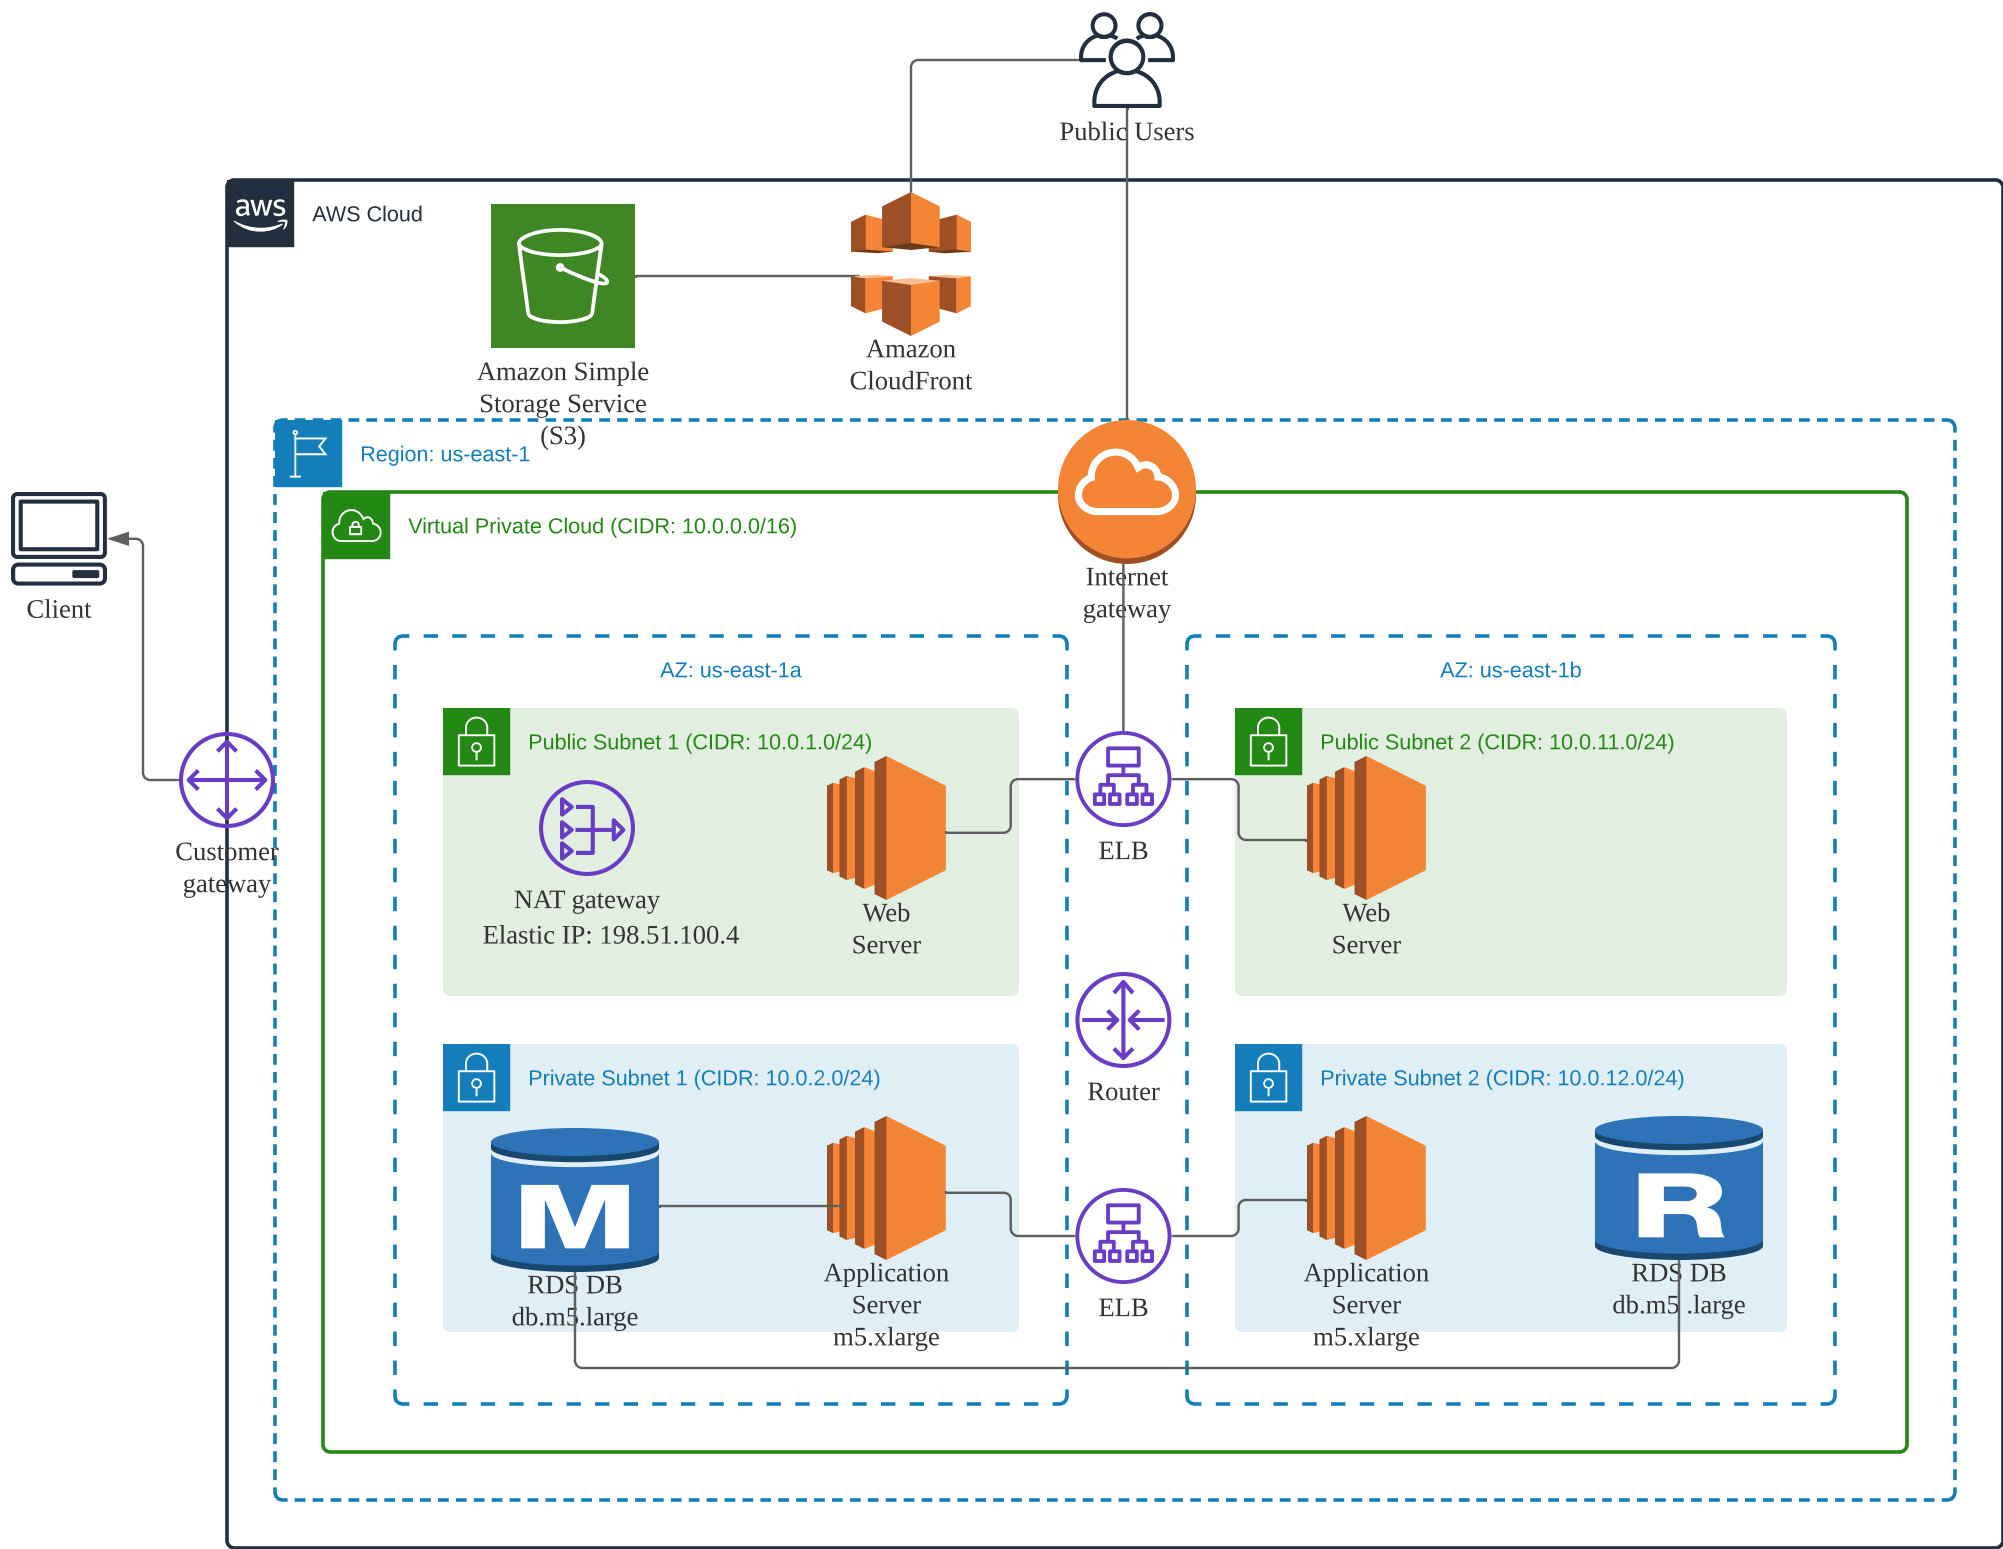 Public Users
aws
AWS Cloud
Amazon Simple
Storage Service
(S3)
Amazon
CloudFront
Region: us-east-1
Virtual Private Cloud (CIDR: 10.0.0.0/16)
Internet
gateway
Client
AZ: us-east-1a
AZ: us-east-1b
Public Subnet 1 (CIDR: 10.0.1.0/24)
Public Subnet 2 (CIDR: 10.0.11.0/24)
Customer
gateway
NAT gateway
Elastic IP: 198.51.100.4
Web
Server
ELB
Web
Server
Router
Private Subnet 1 (CIDR: 10.0.2.0/24)
Private Subnet 2 (CIDR: 10.0.12.0/24)
M
RDS DB
db.m5.large
Application
Server
m5.xlarge
ELB
Application
Server
m5.xlarge
R
RDS DB
db.m5 .large